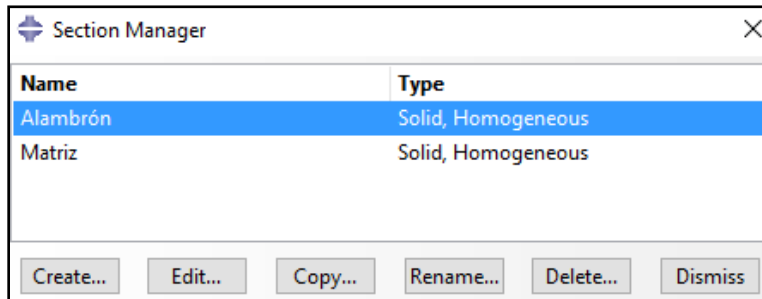 Section Manager
Name Type
Alambrón Solid, Homogeneous
Matriz Solid, Homogeneous
Create... Edit... Copy... Rename... Delete... Dismiss